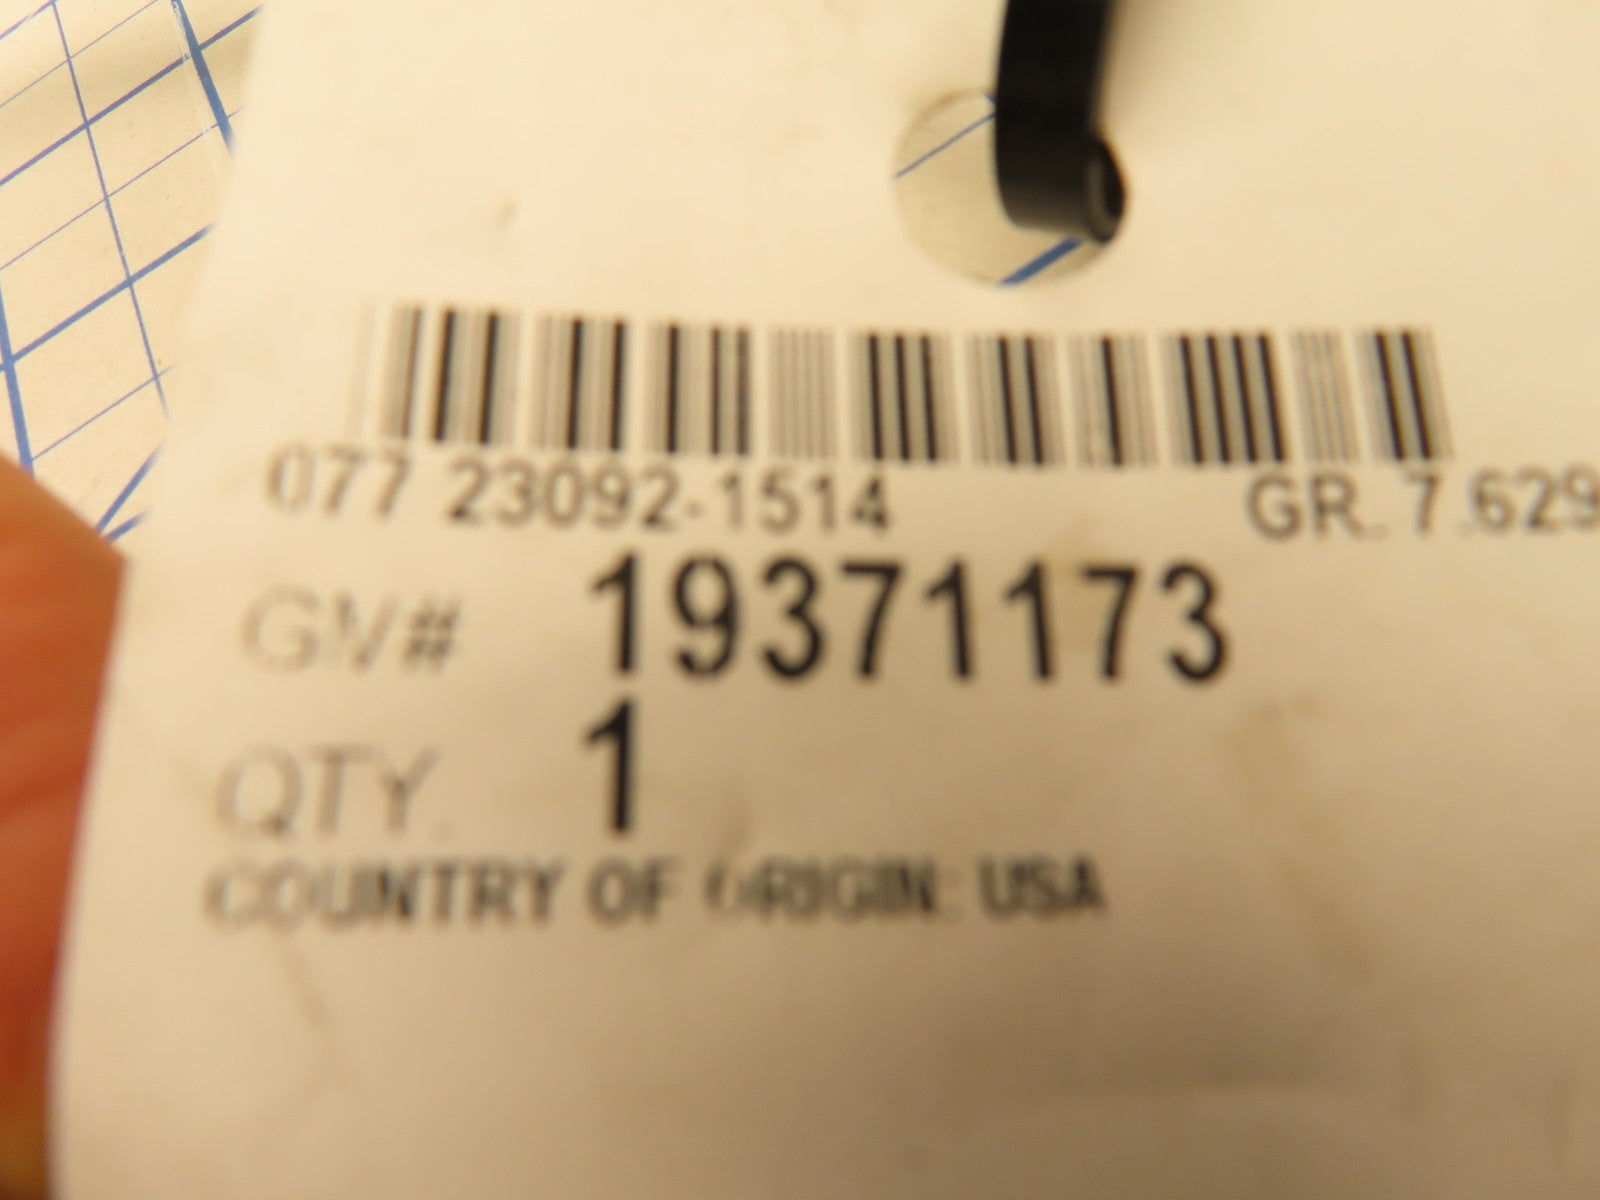 077 23092-1514 GR. 7.629
GM# 19371173
QTY. 1
COUNTRY OF ORIGIN: USA